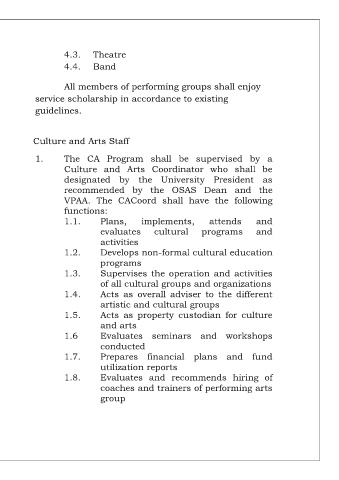 4.3. Theatre
4.4. Band
All members of performing groups shall enjoy
service scholarship in accordance to existing
guidelines.
Culture and Arts Staff
1. The CA Program shall be supervised by a
Culture and Arts Coordinator who shall be
designated by the University President as
recommended by the OSAS Dean and the
VPAA. The CACoord shall have the following
functions:
1.1. Plans, implements, attends and
evaluates cultural programs and
activities
1.2. Develops non-formal cultural education
programs
1.3. Supervises the operation and activities
of all cultural groups and organizations
1.4. Acts as overall adviser to the different
artistic and cultural groups
1.5. Acts as property custodian for culture
and arts
1.6 Evaluates seminars and workshops
conducted
1.7. Prepares financial plans and fund
utilization reports
1.8. Evaluates and recommends hiring of
coaches and trainers of performing arts
group